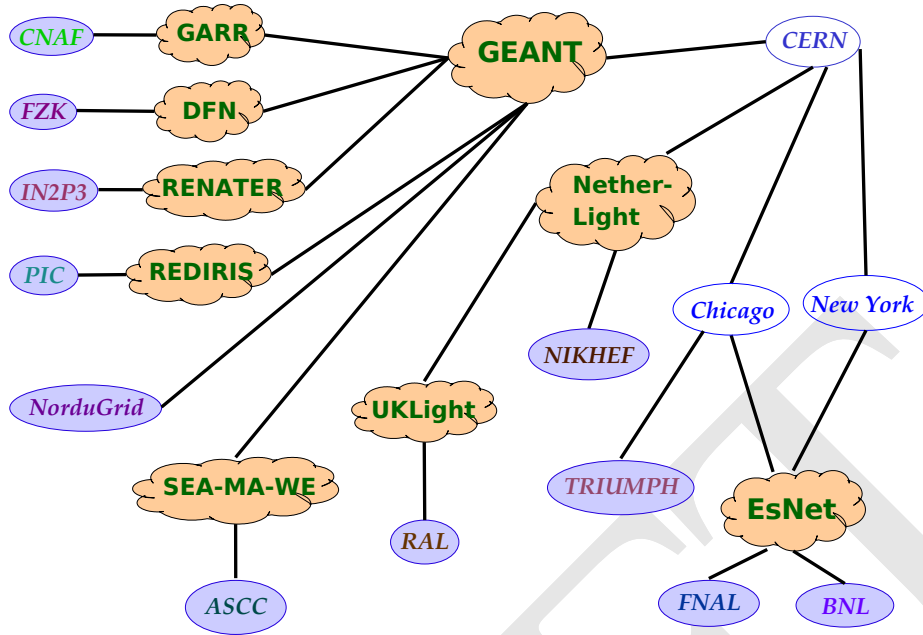 CNAF
GARR
GEANT
CERN
FZK
DFN
IN2P3
RENATER
Nether-
Light
PIC
REDIRIS
Chicago
New York
NIKHEF
NorduGrid
UKLight
SEA-MA-WE
TRIUMPH
EsNet
RAL
ASCC
FNAL
BNL